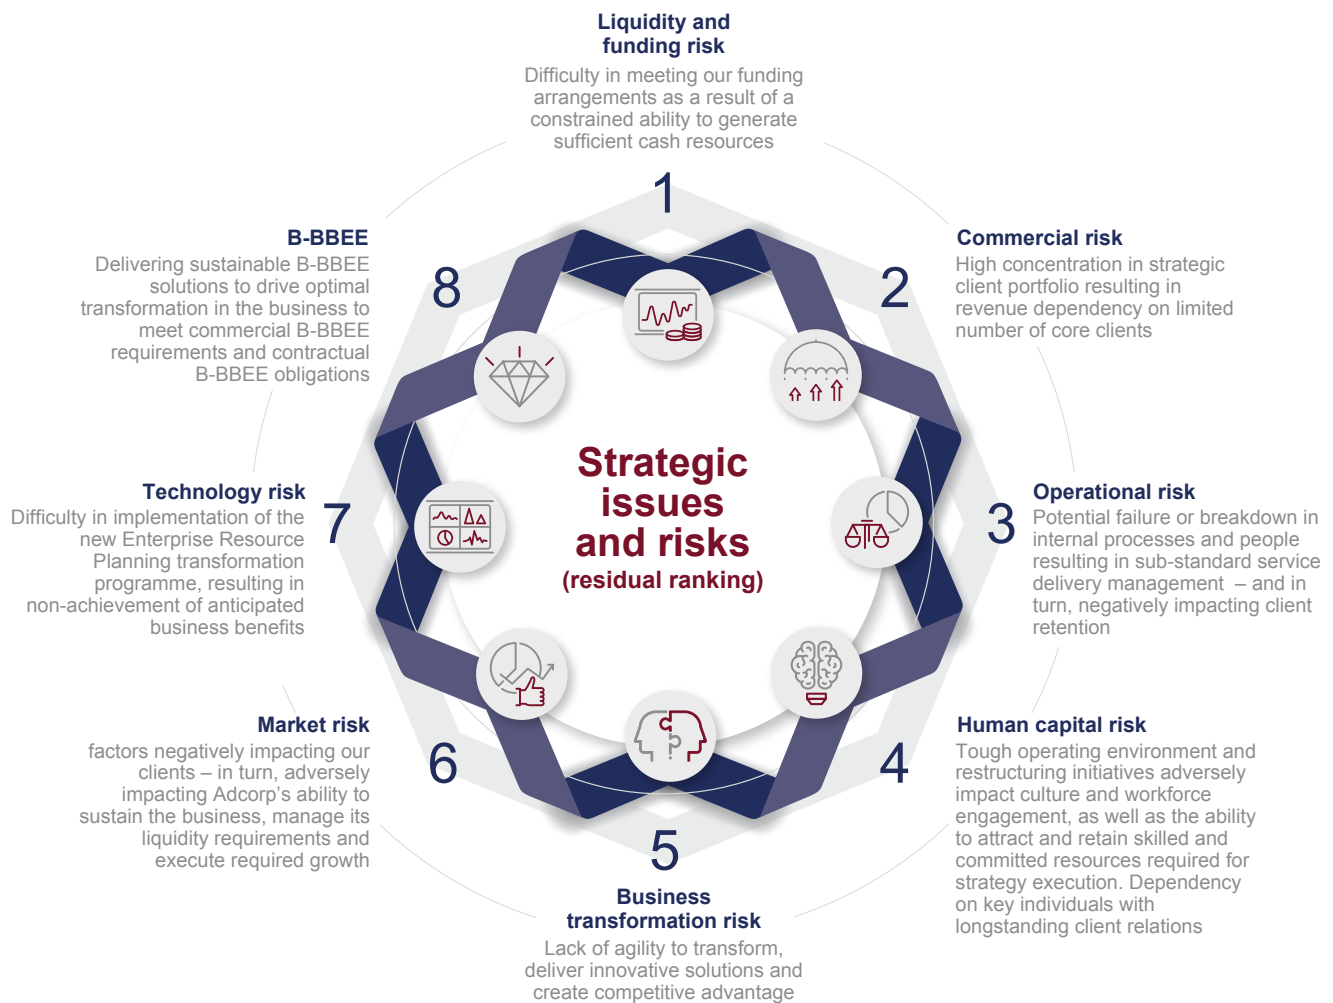 Liquidity and
funding risk
Difficulty in meeting our funding
arrangements as a result of a
constrained ability to generate
sufficient cash resources
1
Commercial risk
High concentration in strategic
client portfolio resulting in
revenue dependency on limited
number of core clients
2
Operational risk
Potential failure or breakdown in
internal processes and people
resulting in sub-standard service
delivery management – and in
turn, negatively impacting client
retention
3
Human capital risk
Tough operating environment and
restructuring initiatives adversely
impact culture and workforce
engagement, as well as the ability
to attract and retain skilled and
committed resources required for
strategy execution. Dependency
on key individuals with
longstanding client relations
4
5
Business
transformation risk
Lack of agility to transform,
deliver innovative solutions and
create competitive advantage
Market risk
factors negatively impacting our
clients – in turn, adversely
impacting Adcorp’s ability to
sustain the business, manage its
liquidity requirements and
execute required growth
6
Technology risk
Difficulty in implementation of the
new Enterprise Resource
Planning transformation
programme, resulting in
non-achievement of anticipated
business benefits
7
B-BBEE
Delivering sustainable B-BBEE
solutions to drive optimal
transformation in the business to
meet commercial B-BBEE
requirements and contractual
B-BBEE obligations
8
Strategic
issues
and risks
(residual ranking)